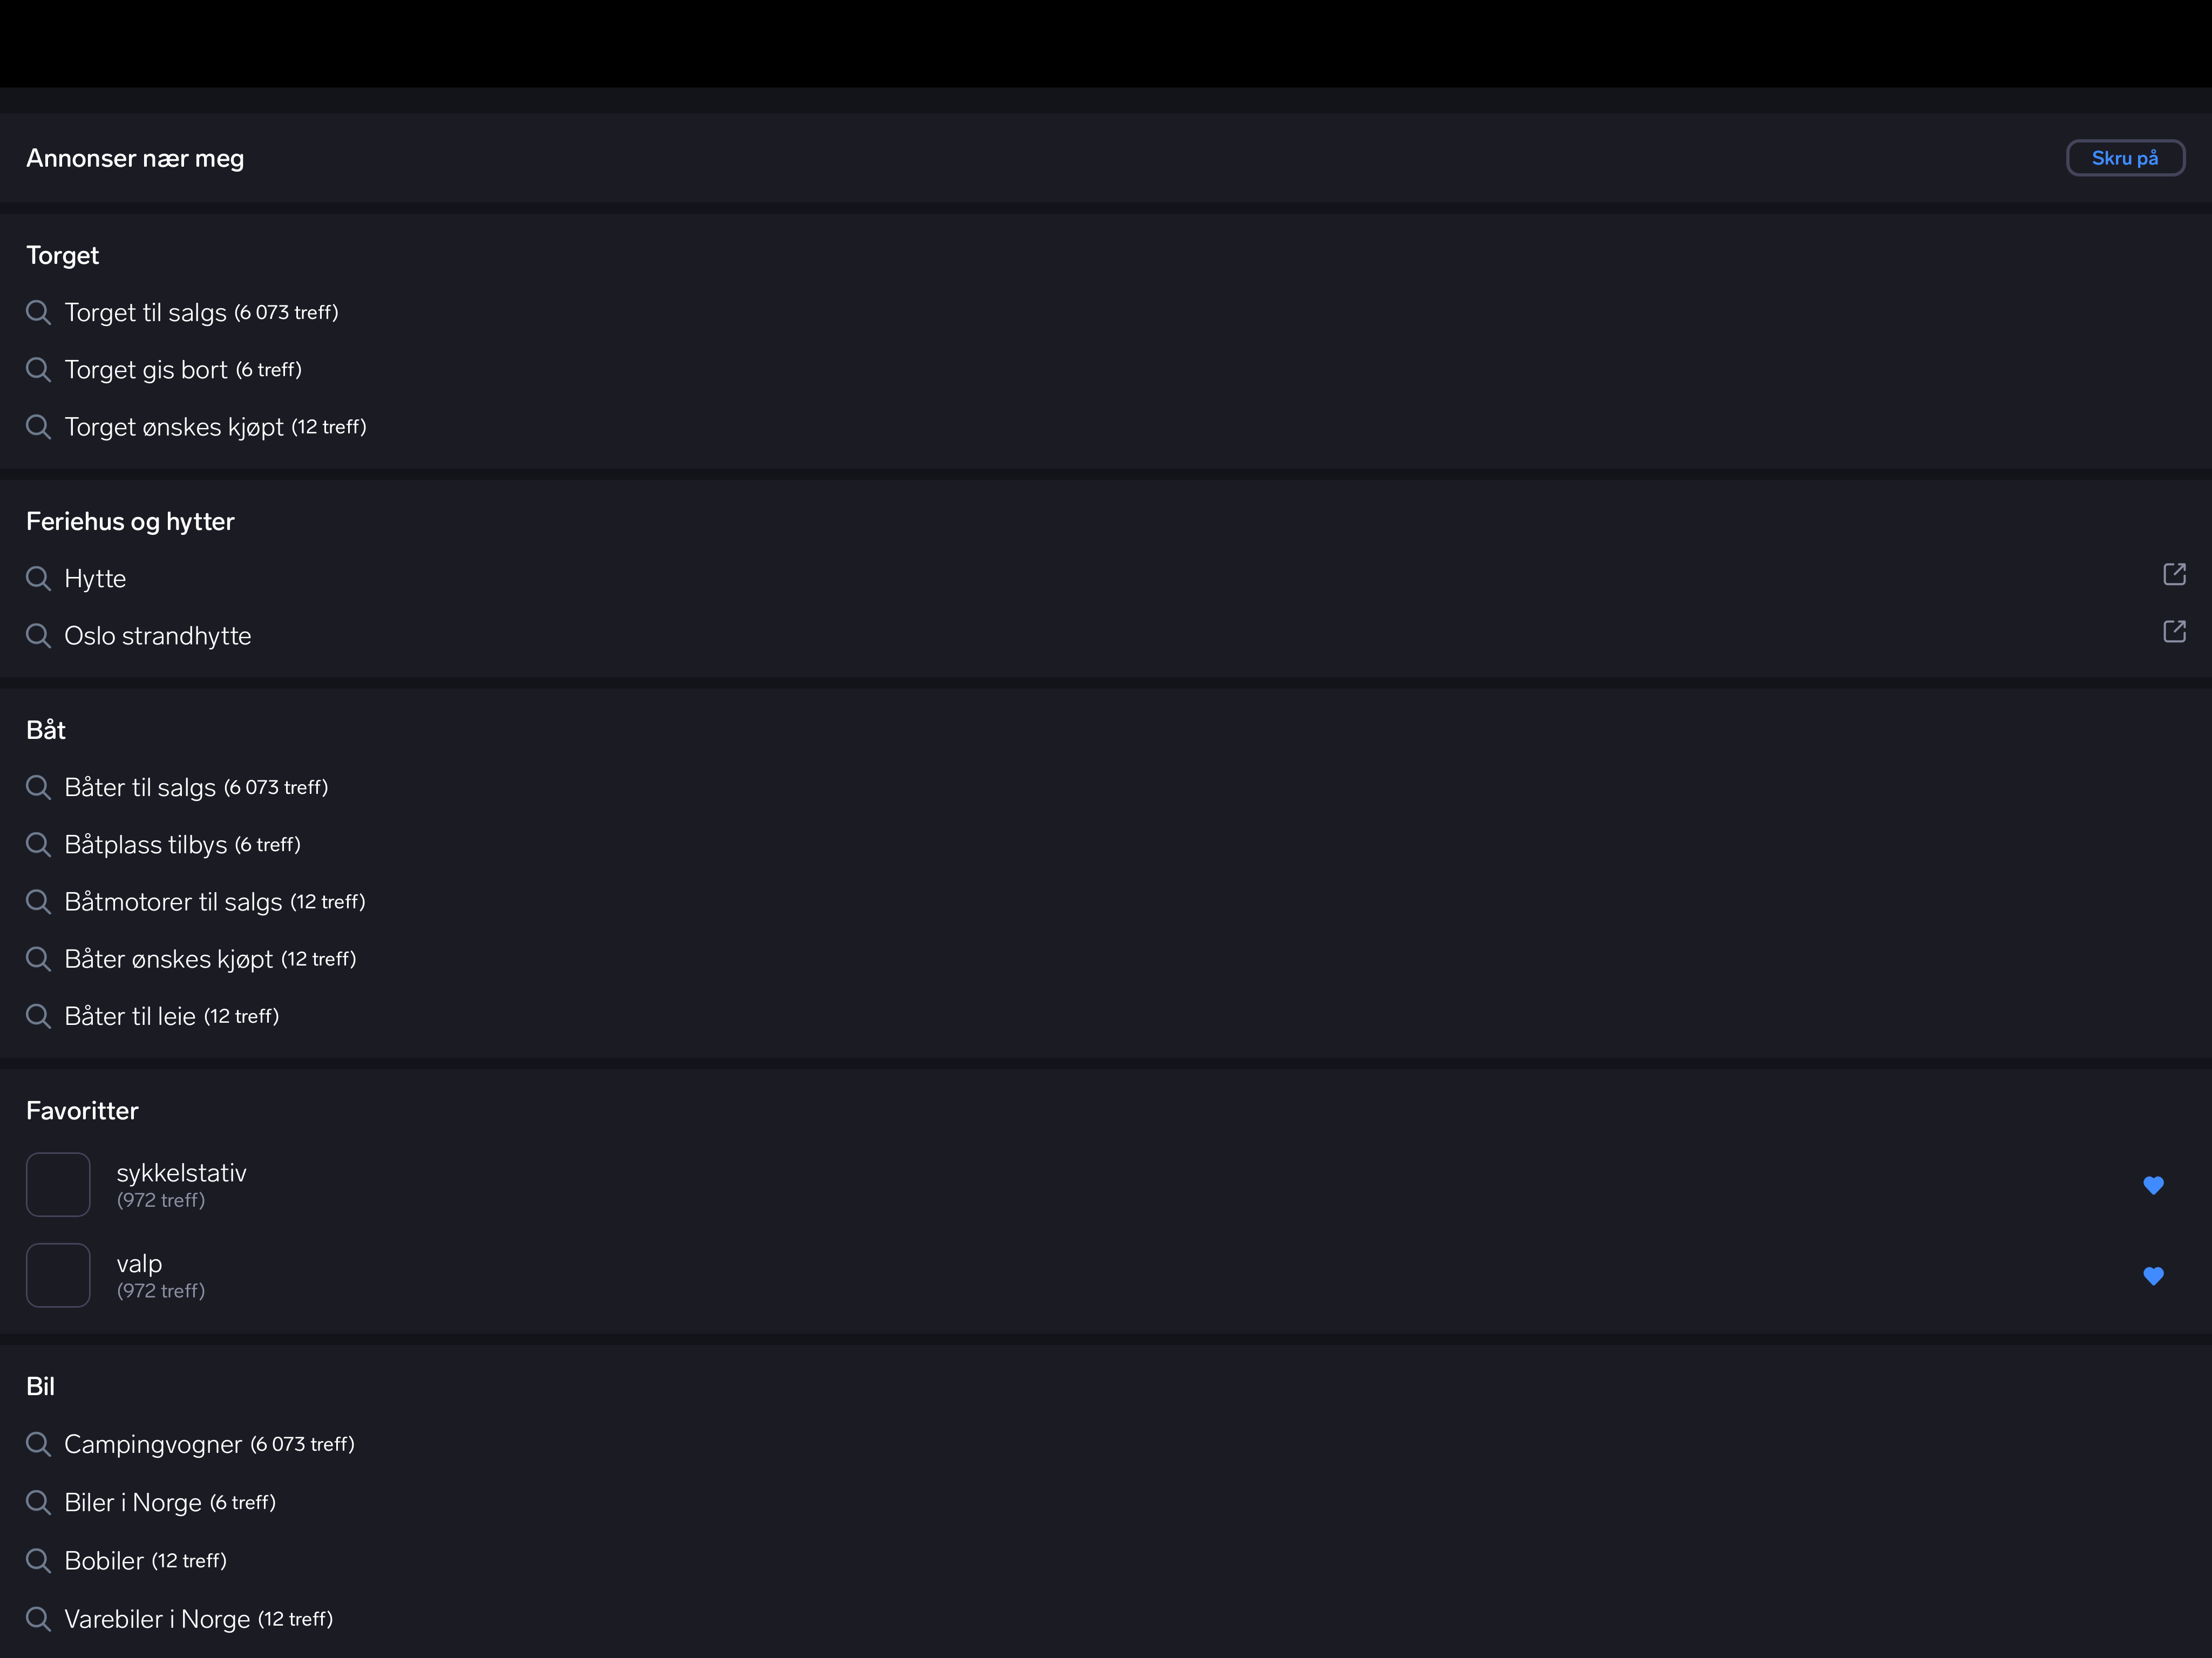 Annonser nær meg
Skru på
Torget
Torget til salgs (6 073 treff)
Torget gis bort (6 treff)
Torget ønskes kjøpt (12 treff)
Feriehus og hytter
Hytte
Oslo strandhytte
Båt
Båter til salgs (6 073 treff)
Båtplass tilbys (6 treff)
Båtmotorer til salgs (12 treff)
Båter ønskes kjøpt (12 treff)
Båter til leie (12 treff)
Favoritter
sykkelstativ
(972 treff)
valp
(972 treff)
Bil
Campingvogner (6 073 treff)
Biler i Norge (6 treff)
Bobiler (12 treff)
Varebiler i Norge (12 treff)